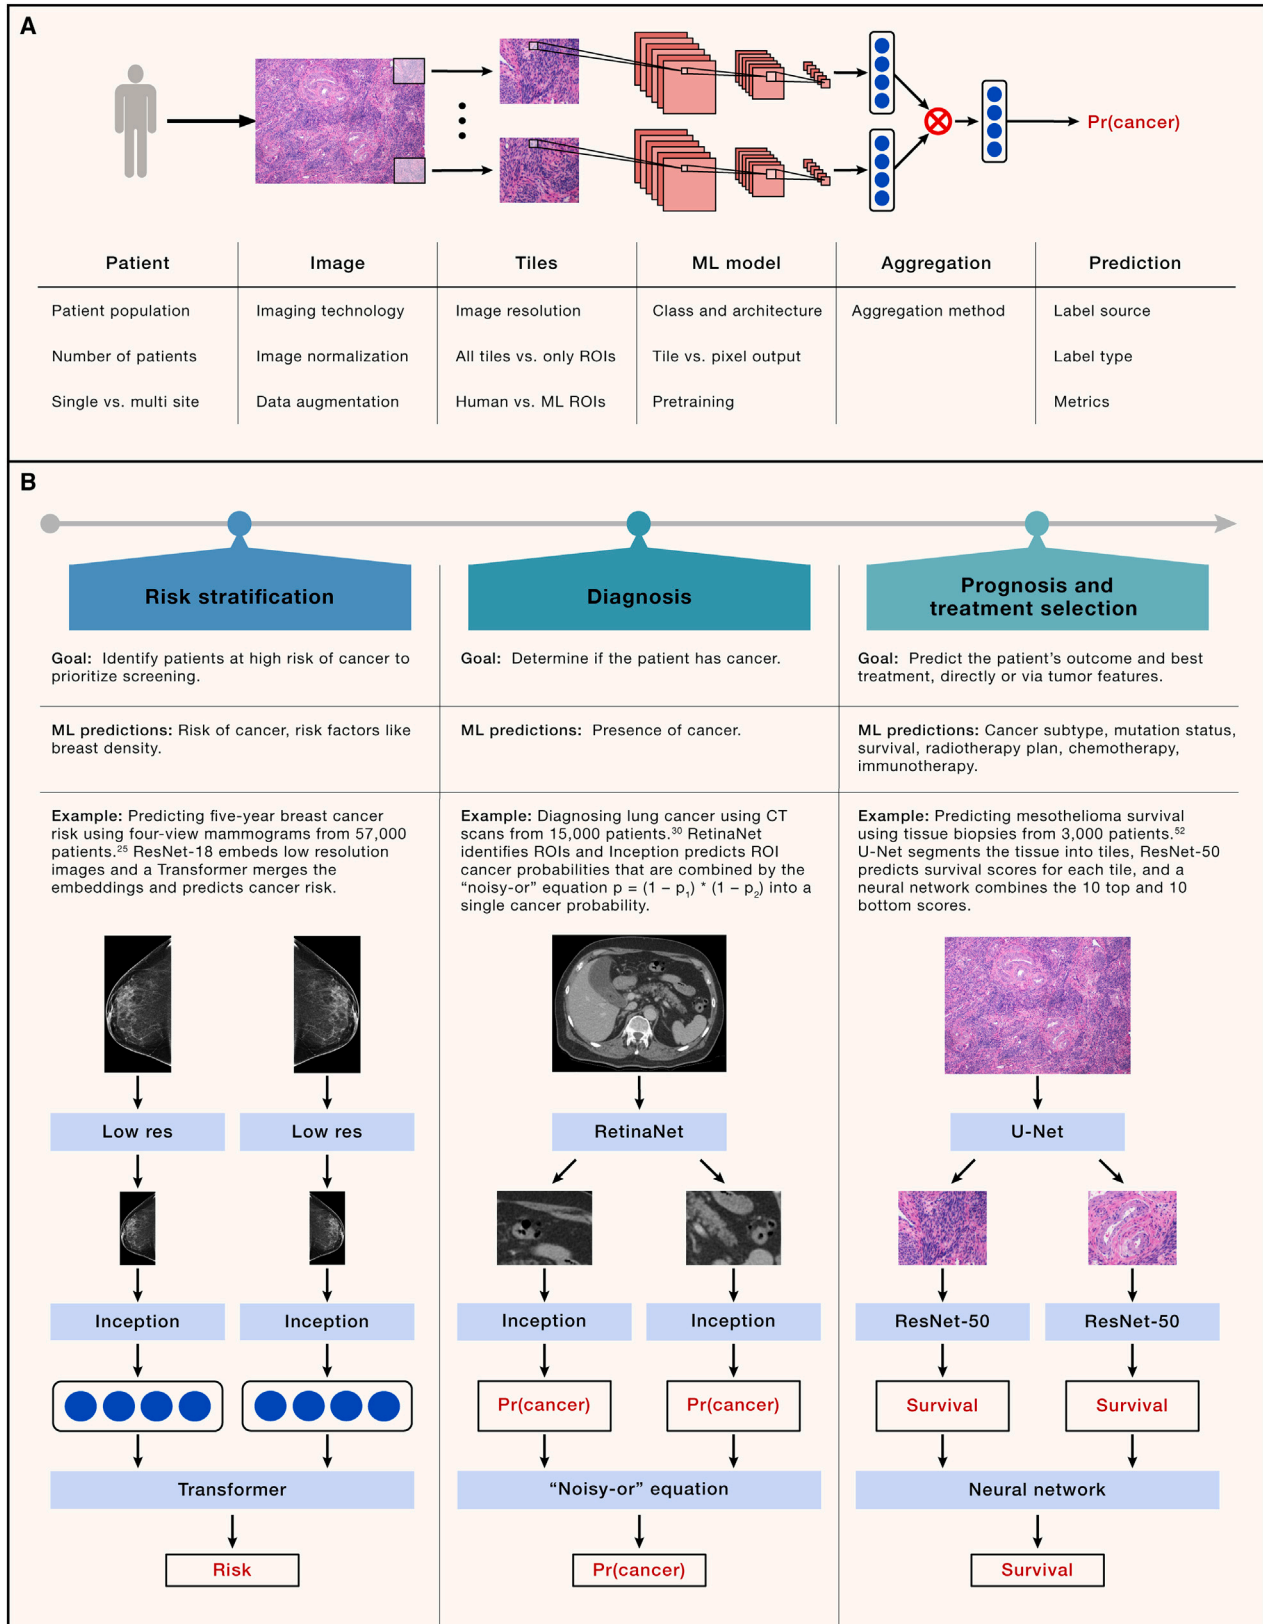 A
Pr(cancer)
Patient
Image
Tiles
ML model
Aggregation
Prediction
Patient population
Imaging technology
Image resolution
Class and architecture
Aggregation method
Label source
Number of patients
Image normalization
All tiles vs. only ROIs
Tile vs. pixel output
Label type
Single vs. multi site
Data augmentation
Human vs. ML ROIs
Pretraining
Metrics
B
Risk stratification
Goal: Identify patients at high risk of cancer to
prioritize screening.
ML predictions: Risk of cancer, risk factors like
breast density.
Example: Predicting five-year breast cancer
risk using four-view mammograms from 57,000
patients.25 ResNet-18 embeds low resolution
images and a Transformer merges the
embeddings and predicts cancer risk.
Low res
Low res
Inception
Inception
Transformer
Risk
Diagnosis
Goal: Determine if the patient has cancer.
ML predictions: Presence of cancer.
Example: Diagnosing lung cancer using CT
scans from 15,000 patients.30 RetinaNet
identifies ROIs and Inception predicts ROI
cancer probabilities that are combined by the
“noisy-or” equation p = (1 – p1) * (1 – p2) into a
single cancer probability.
RetinaNet
Inception
Inception
Pr(cancer)
Pr(cancer)
“Noisy-or” equation
Pr(cancer)
Prognosis and
treatment selection
Goal: Predict the patient’s outcome and best
treatment, directly or via tumor features.
ML predictions: Cancer subtype, mutation status,
survival, radiotherapy plan, chemotherapy,
immunotherapy.
Example: Predicting mesothelioma survival
using tissue biopsies from 3,000 patients.52
U-Net segments the tissue into tiles, ResNet-50
predicts survival scores for each tile, and a
neural network combines the 10 top and 10
bottom scores.
U-Net
ResNet-50
ResNet-50
Survival
Survival
Neural network
Survival